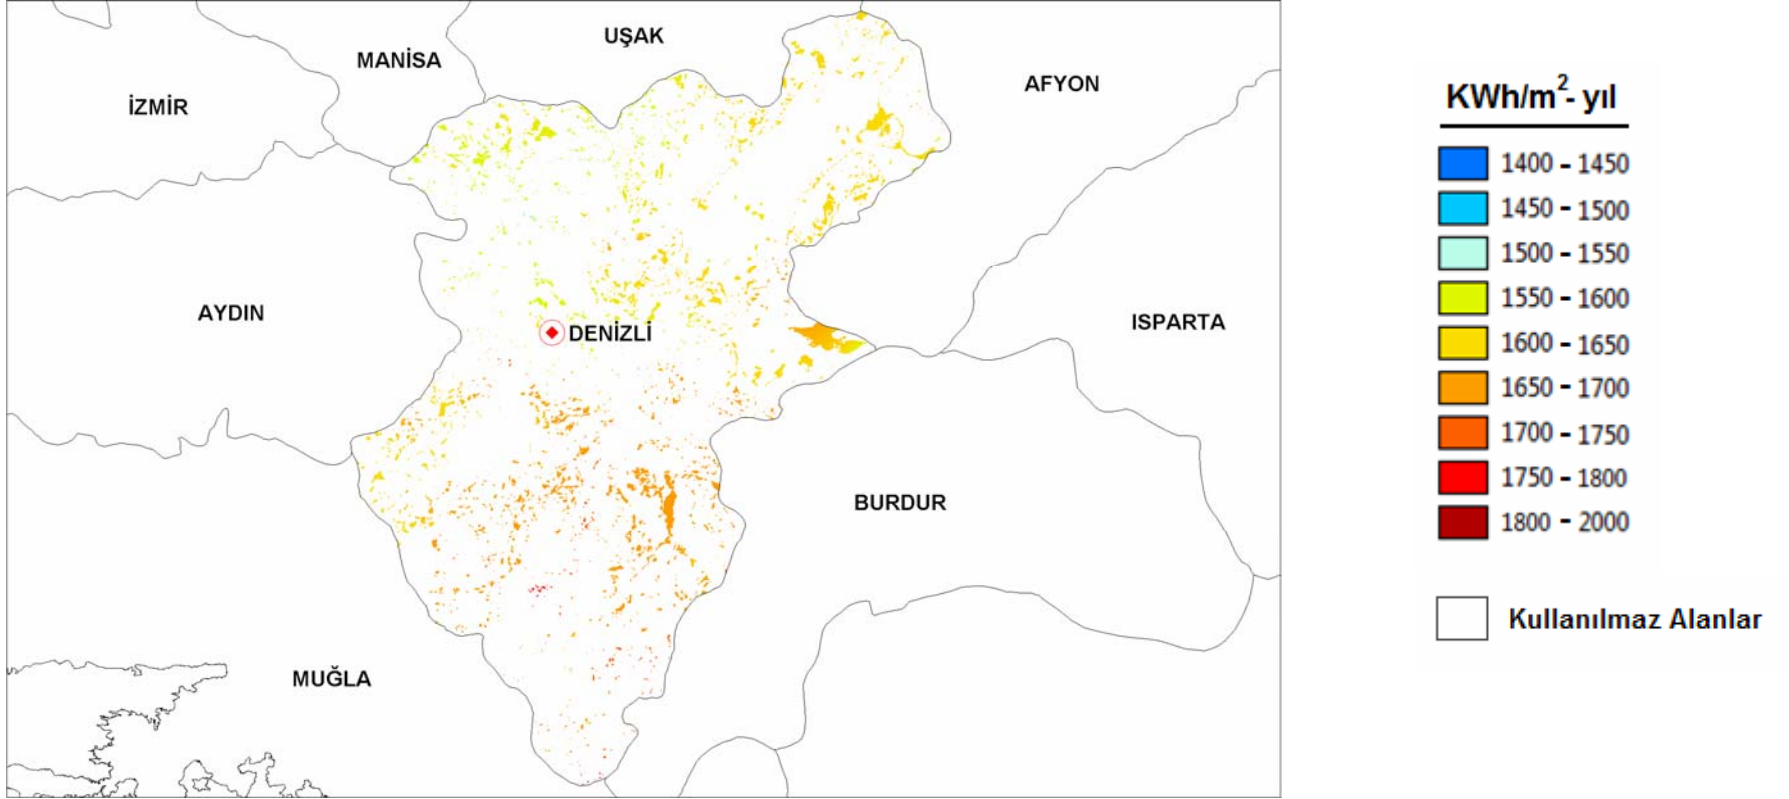 UŞAK
MANİSA
AFYON
İZMİR
AYDIN
DENİZLİ
ISPARTA
BURDUR
MUĞLA
KWh/m²- yıl
1400 – 1450
1450 – 1500
1500 – 1550
1550 – 1600
1600 – 1650
1650 – 1700
1700 – 1750
1750 – 1800
1800 – 2000
Kullanılmaz Alanlar